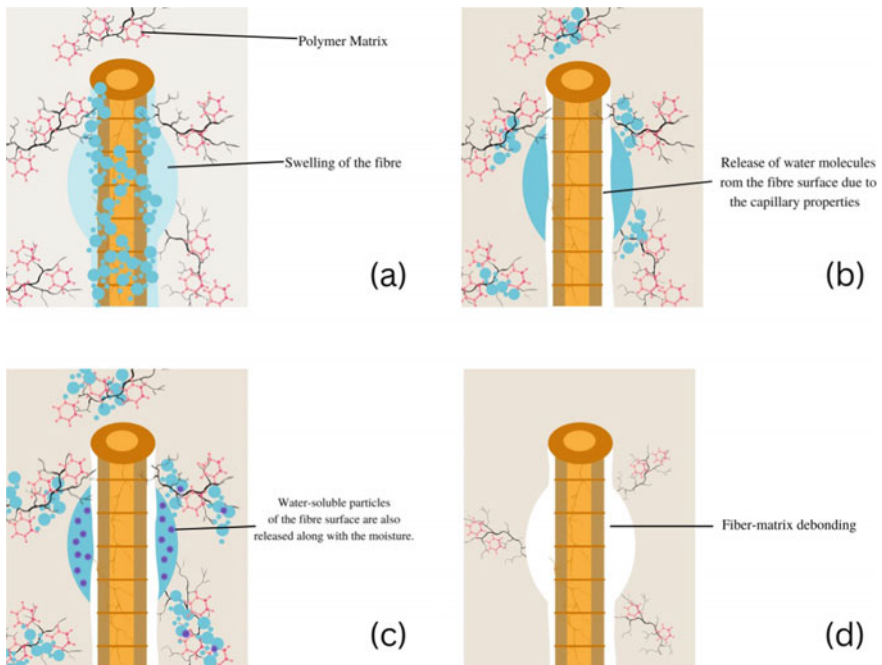 Polymer Matrix
Swelling of the fibre
(a)
Release of water molecules
rom the fibre surface due to
the capillary properties
(b)
Water-soluble particles
of the fibre surface are also
released along with the moisture.
(c)
Fiber-matrix debonding
(d)